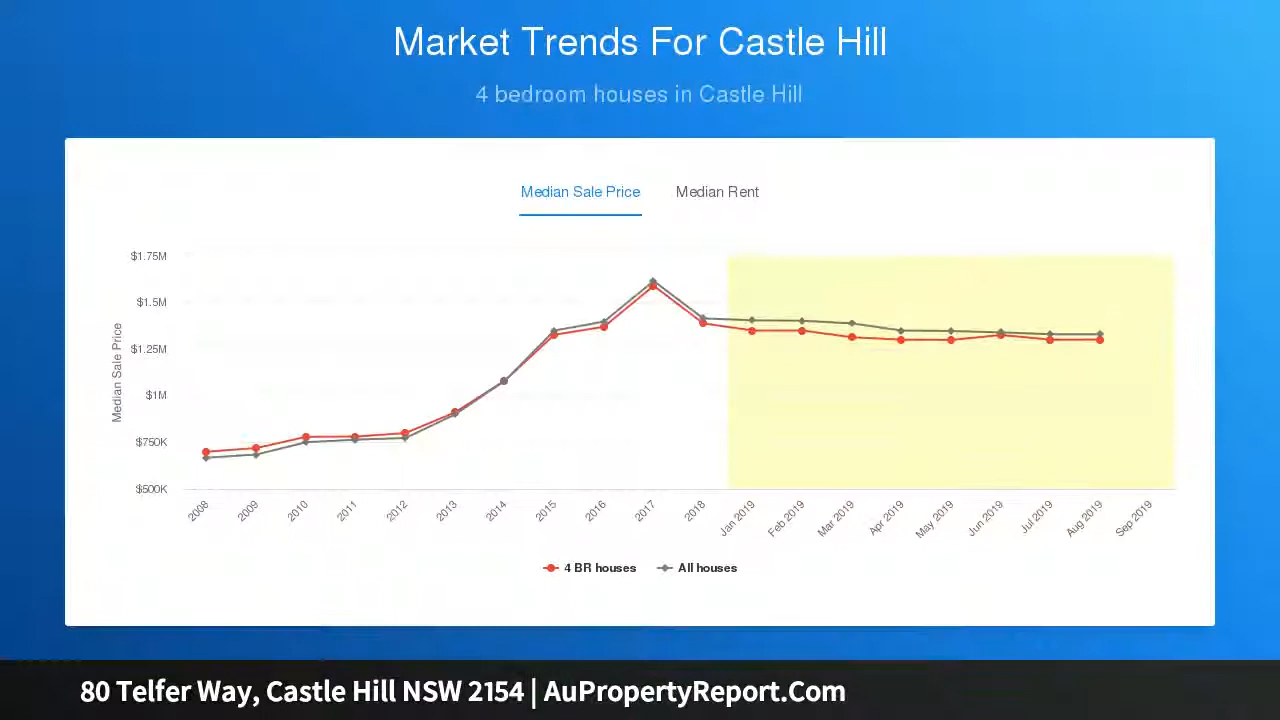 Market Trends For Castle Hill
4 bedroom houses in Castle Hill
Median Sale Price Median Rent
Median Sale Price
$1.75M
$1.5M
$1.25M
$1M
$750K
$500K
2008 2009 2010 2011 2012 2013 2014 2015 2016 2017 2018 Jan 2019 Feb 2019 Mar 2019 Apr 2019 May 2019 Jun 2019 Jul 2019 Aug 2019 Sep 2019
4 BR houses All houses
80 Telfer Way, Castle Hill NSW 2154 | AuPropertyReport.Com